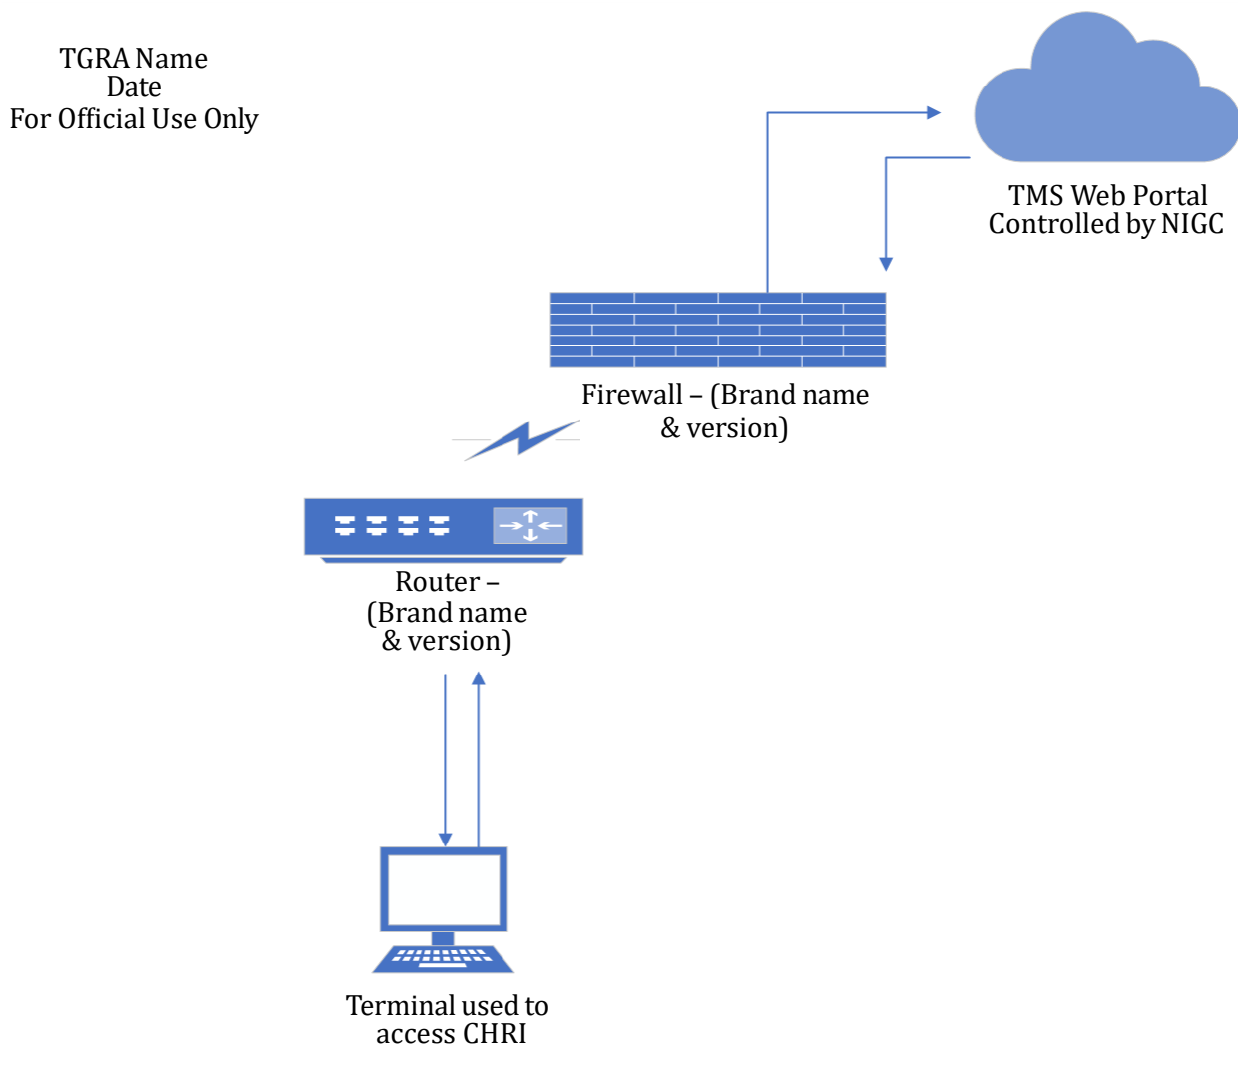 TGRA Name
Date
For Official Use Only
TMS Web Portal
Controlled by NIGC
Firewall – (Brand name
& version)
Router –
(Brand name
& version)
Terminal used to
access CHRI